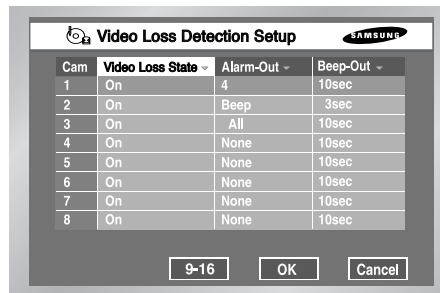 Video Loss Detection Setup SAMSUNG
Cam Video Loss State Alarm-Out Beep-Out
1 On 4 10sec
2 On Beep 3sec
3 On All 10sec
4 On None 10sec
5 On None 10sec
6 On None 10sec
7 On None 10sec
8 On None 10sec
9-16 OK Cancel